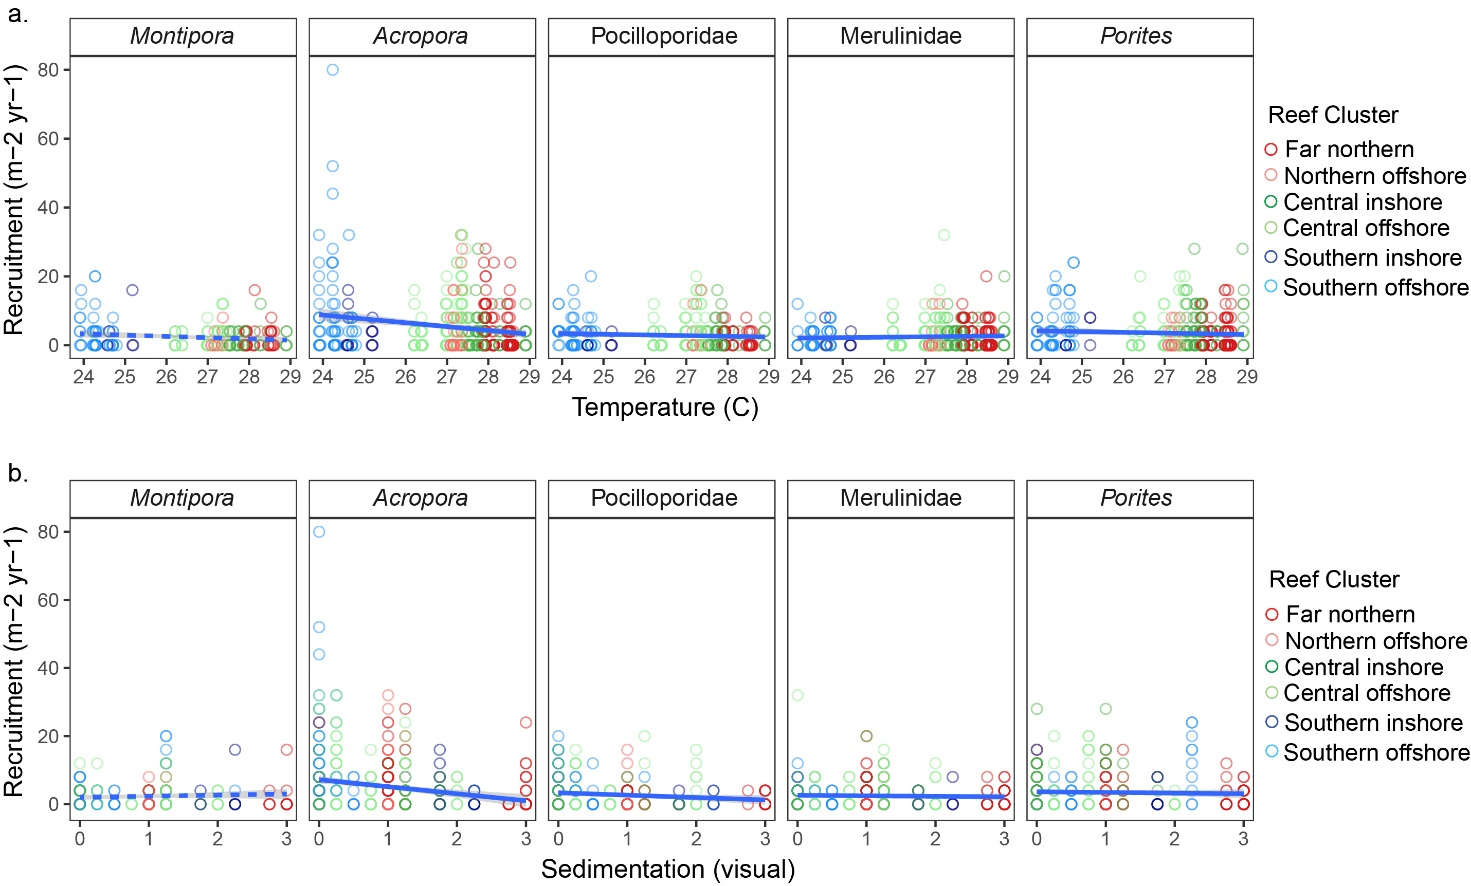 a.
Montipora Acropora Pocilloporidae Merulinidae Porites
Recruitment (m−2 yr−1)
80
60
40
20
0
24 25 26 27 28 29 24 25 26 27 28 29 24 25 26 27 28 29 24 25 26 27 28 29 24 25 26 27 28 29
Temperature (C)
Reef Cluster
Far northern
Northern offshore
Central inshore
Central offshore
Southern inshore
Southern offshore
b.
Montipora Acropora Pocilloporidae Merulinidae Porites
Recruitment (m−2 yr−1)
80
60
40
20
0
0 1 2 3 0 1 2 3 0 1 2 3 0 1 2 3 0 1 2 3
Sedimentation (visual)
Reef Cluster
Far northern
Northern offshore
Central inshore
Central offshore
Southern inshore
Southern offshore